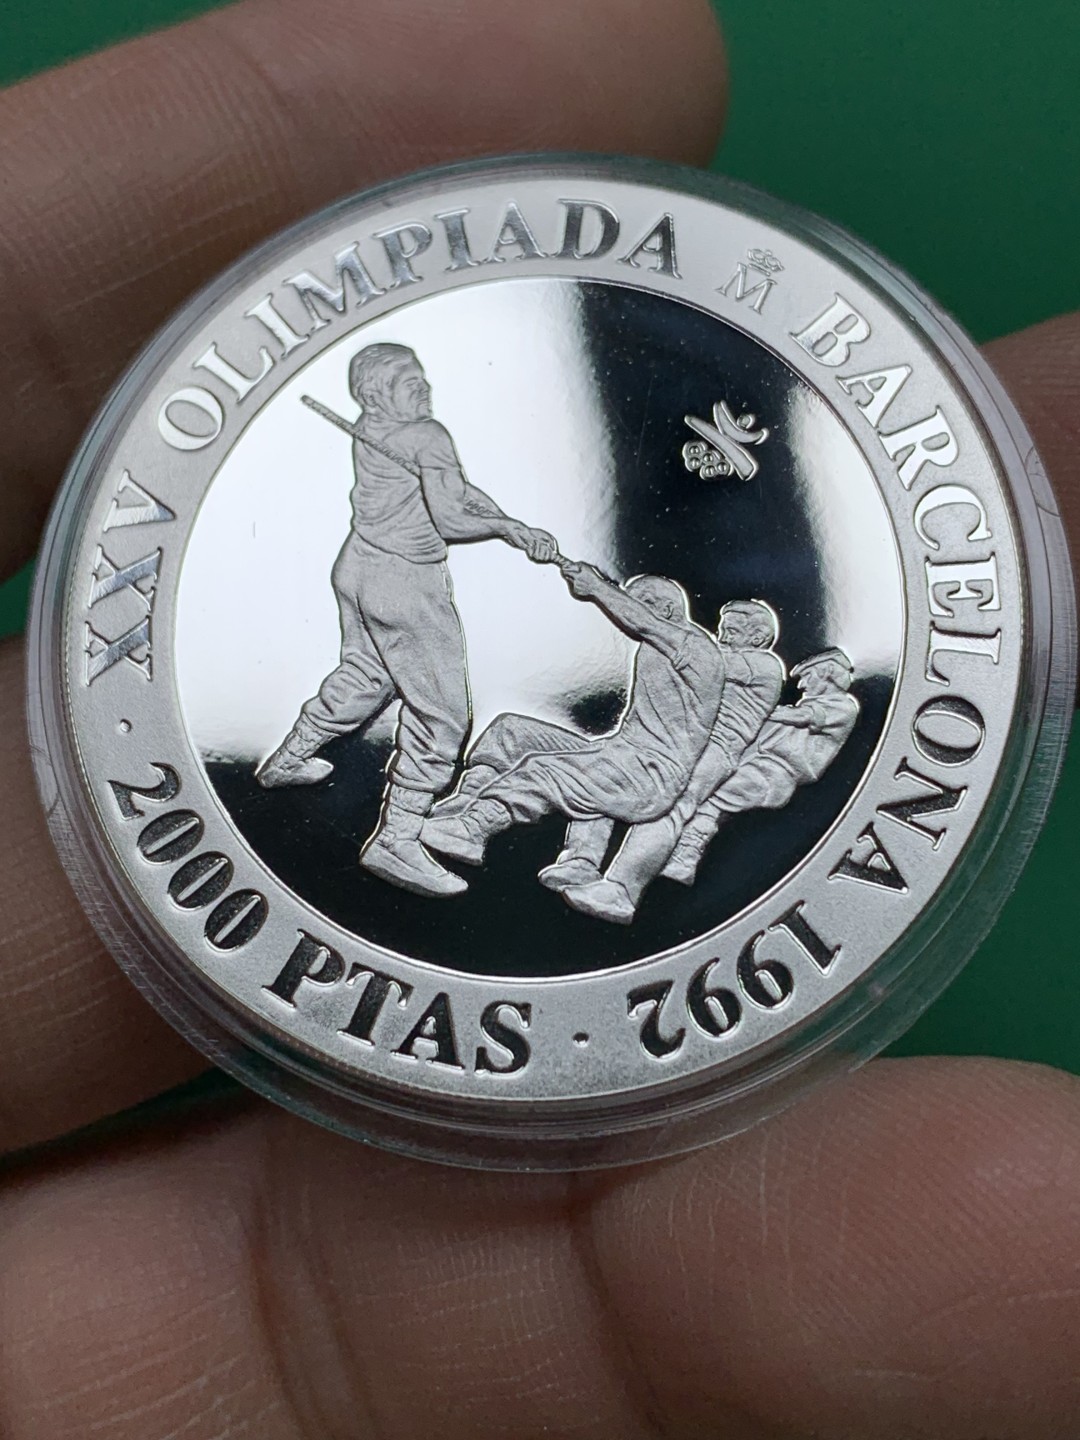 XXV OLIMPIADA M BARCELONA 1992
· 2000 PTAS ·